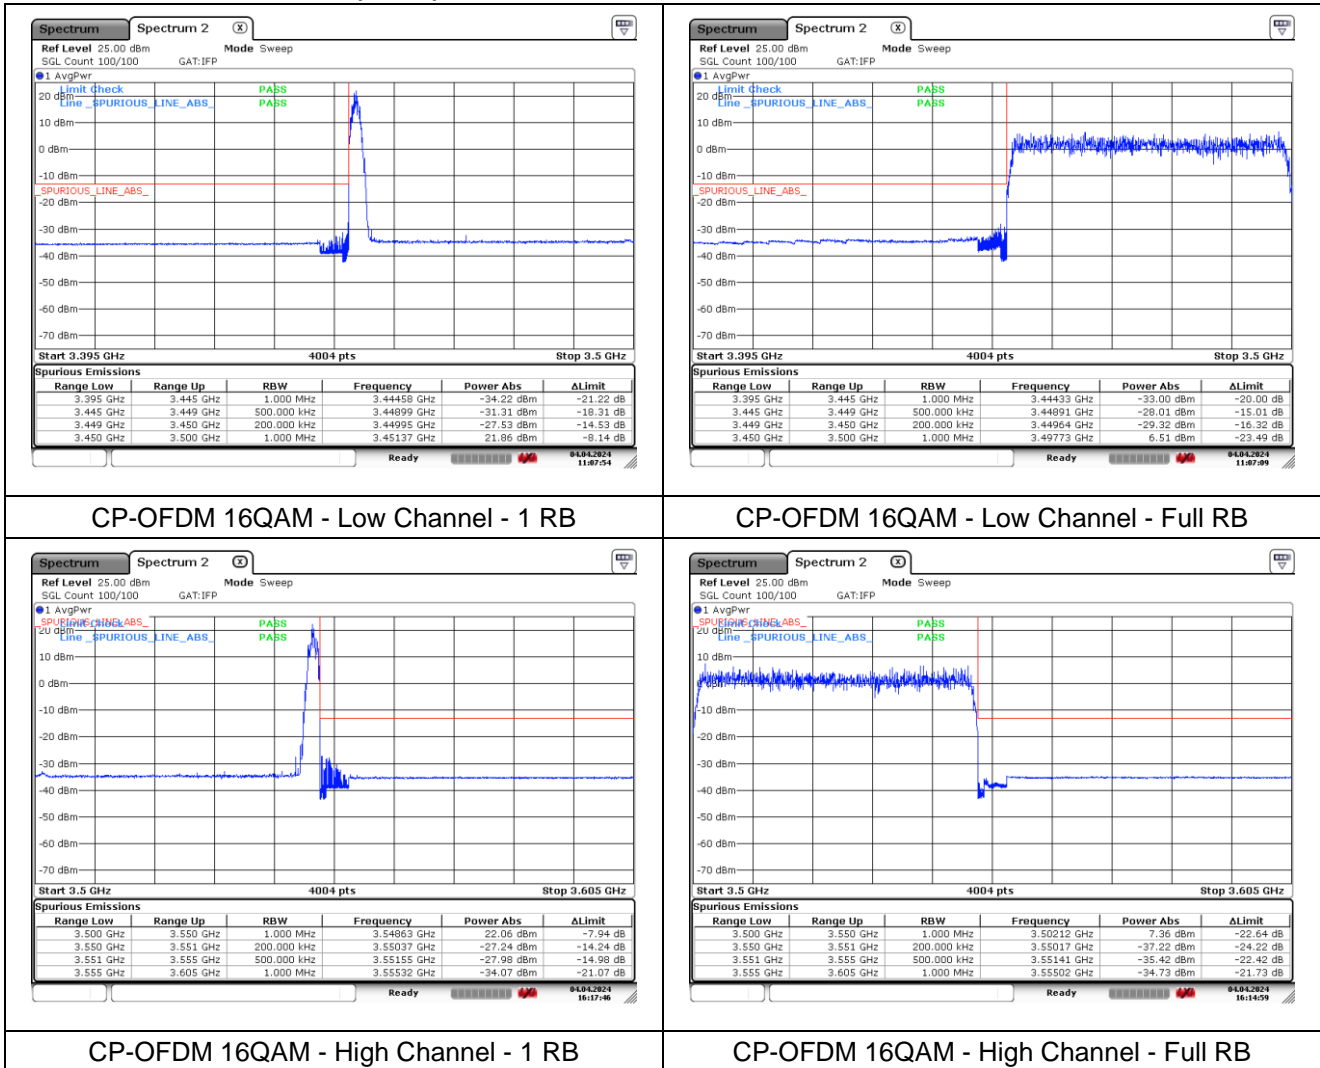 Spectrum Spectrum 2 X
Ref Level 25.00 dBm Mode Sweep
SGL Count 100/100 GAT:IFP
1 AvgPwr
Limit Check PASS
20 dBm
Line _SPURIOUS_LINE_ABS_ PASS
10 dBm
0 dBm
-10 dBm
_SPURIOUS_LINE_ABS_
-20 dBm
-30 dBm
-40 dBm
-50 dBm
-60 dBm
-70 dBm
Start 3.395 GHz 4004 pts Stop 3.5 GHz
Spurious Emissions
Range Low Range Up RBW Frequency Power Abs ΔLimit
3.395 GHz 3.445 GHz 1.000 MHz 3.44458 GHz -34.22 dBm -21.22 dB
3.445 GHz 3.449 GHz 500.000 kHz 3.44899 GHz -31.31 dBm -18.31 dB
3.449 GHz 3.450 GHz 200.000 kHz 3.44995 GHz -27.53 dBm -14.53 dB
3.450 GHz 3.500 GHz 1.000 MHz 3.45137 GHz 21.86 dBm -8.14 dB
Ready 04.04.2024
11:07:54
CP-OFDM 16QAM - Low Channel - 1 RB
Spectrum Spectrum 2 X
Ref Level 25.00 dBm Mode Sweep
SGL Count 100/100 GAT:IFP
1 AvgPwr
Limit Check PASS
20 dBm
Line _SPURIOUS_LINE_ABS_ PASS
10 dBm
0 dBm
-10 dBm
_SPURIOUS_LINE_ABS_
-20 dBm
-30 dBm
-40 dBm
-50 dBm
-60 dBm
-70 dBm
Start 3.395 GHz 4004 pts Stop 3.5 GHz
Spurious Emissions
Range Low Range Up RBW Frequency Power Abs ΔLimit
3.395 GHz 3.445 GHz 1.000 MHz 3.44433 GHz -33.00 dBm -20.00 dB
3.445 GHz 3.449 GHz 500.000 kHz 3.44891 GHz -28.01 dBm -15.01 dB
3.449 GHz 3.450 GHz 200.000 kHz 3.44964 GHz -29.32 dBm -16.32 dB
3.450 GHz 3.500 GHz 1.000 MHz 3.49773 GHz 6.51 dBm -23.49 dB
Ready 04.04.2024
11:07:09
CP-OFDM 16QAM - Low Channel - Full RB
Spectrum Spectrum 2 X
Ref Level 25.00 dBm Mode Sweep
SGL Count 100/100 GAT:IFP
1 AvgPwr
_SPURIOUS_LINE_ABS_
Limit Check PASS
20 dBm
Line _SPURIOUS_LINE_ABS_ PASS
10 dBm
0 dBm
-10 dBm
-20 dBm
-30 dBm
-40 dBm
-50 dBm
-60 dBm
-70 dBm
Start 3.5 GHz 4004 pts Stop 3.605 GHz
Spurious Emissions
Range Low Range Up RBW Frequency Power Abs ΔLimit
3.500 GHz 3.550 GHz 1.000 MHz 3.54863 GHz 22.06 dBm -7.94 dB
3.550 GHz 3.551 GHz 200.000 kHz 3.55037 GHz -27.24 dBm -14.24 dB
3.551 GHz 3.555 GHz 500.000 kHz 3.55155 GHz -27.98 dBm -14.98 dB
3.555 GHz 3.605 GHz 1.000 MHz 3.55532 GHz -34.07 dBm -21.07 dB
Ready 04.04.2024
16:17:46
CP-OFDM 16QAM - High Channel - 1 RB
Spectrum Spectrum 2 X
Ref Level 25.00 dBm Mode Sweep
SGL Count 100/100 GAT:IFP
1 AvgPwr
_SPURIOUS_LINE_ABS_
Limit Check PASS
20 dBm
Line _SPURIOUS_LINE_ABS_ PASS
10 dBm
0 dBm
-10 dBm
-20 dBm
-30 dBm
-40 dBm
-50 dBm
-60 dBm
-70 dBm
Start 3.5 GHz 4004 pts Stop 3.605 GHz
Spurious Emissions
Range Low Range Up RBW Frequency Power Abs ΔLimit
3.500 GHz 3.550 GHz 1.000 MHz 3.50212 GHz 7.36 dBm -22.64 dB
3.550 GHz 3.551 GHz 200.000 kHz 3.55017 GHz -37.22 dBm -24.22 dB
3.551 GHz 3.555 GHz 500.000 kHz 3.55141 GHz -35.42 dBm -22.42 dB
3.555 GHz 3.605 GHz 1.000 MHz 3.55502 GHz -34.73 dBm -21.73 dB
Ready 04.04.2024
16:14:59
CP-OFDM 16QAM - High Channel - Full RB